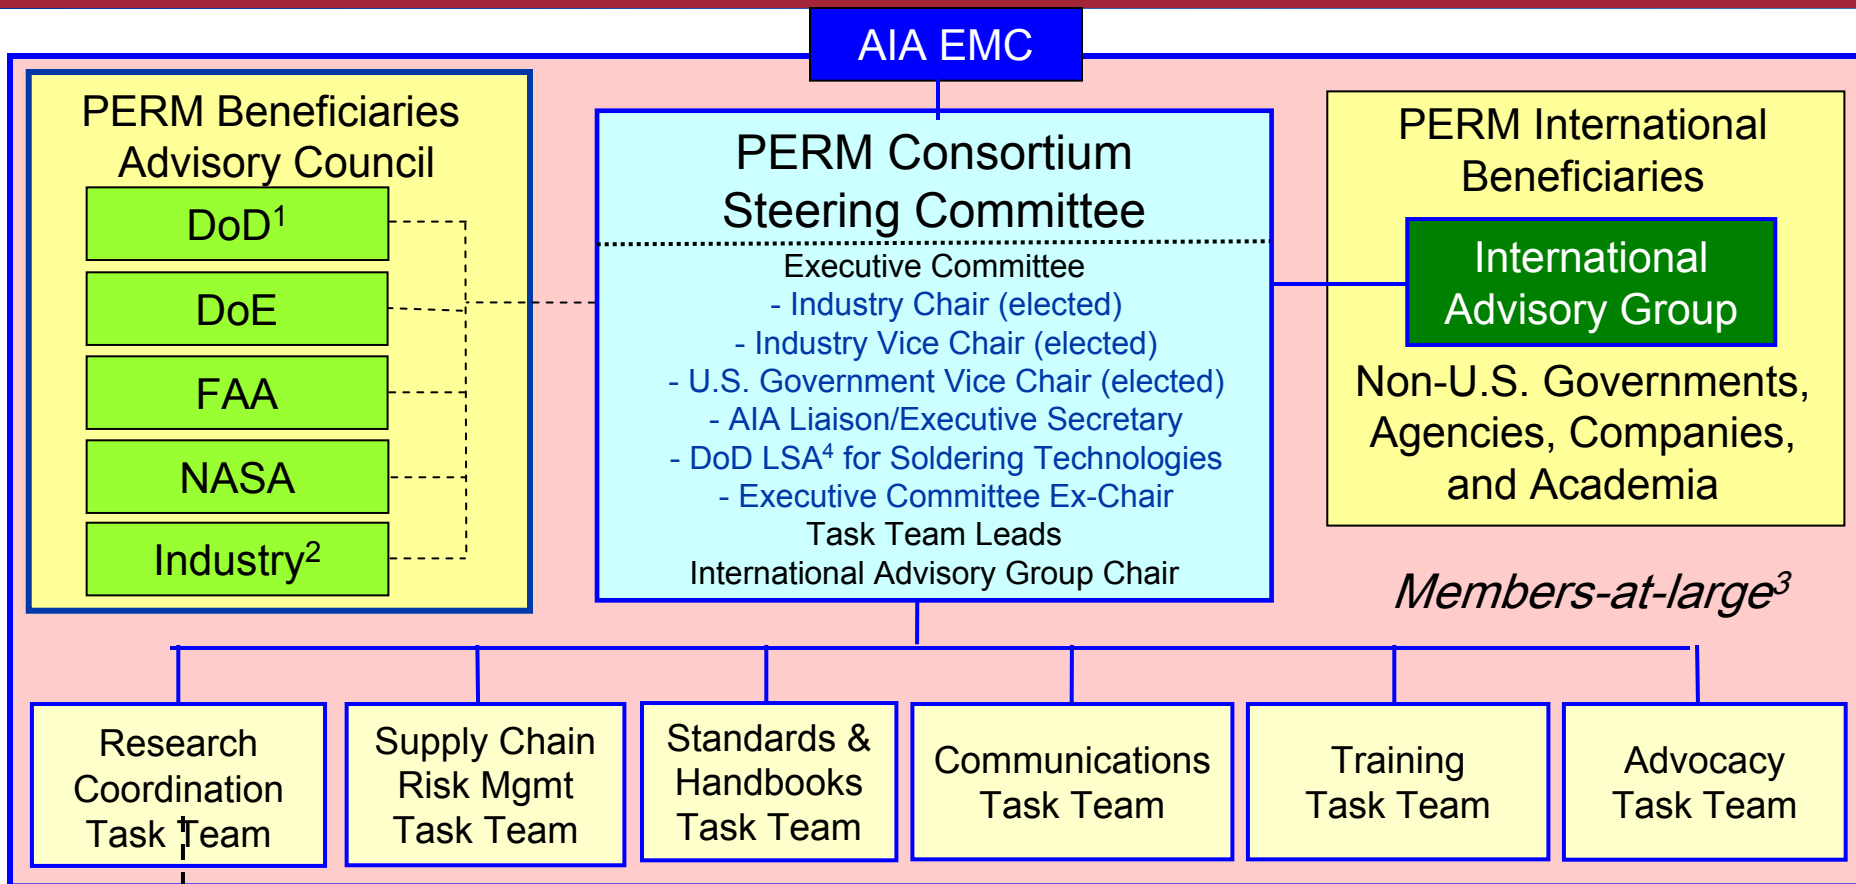 AIA EMC
PERM Beneficiaries
Advisory Council
DoD¹
DoE
FAA
NASA
Industry²
PERM Consortium
Steering Committee
Executive Committee
- Industry Chair (elected)
- Industry Vice Chair (elected)
- U.S. Government Vice Chair (elected)
- AIA Liaison/Executive Secretary
- DoD LSA⁴ for Soldering Technologies
- Executive Committee Ex-Chair
Task Team Leads
International Advisory Group Chair
PERM International
Beneficiaries
International
Advisory Group
Non-U.S. Governments,
Agencies, Companies,
and Academia
Members-at-large³
Research
Coordination
Task Team
Supply Chain
Risk Mgmt
Task Team
Standards &
Handbooks
Task Team
Communications
Task Team
Training
Task Team
Advocacy
Task Team